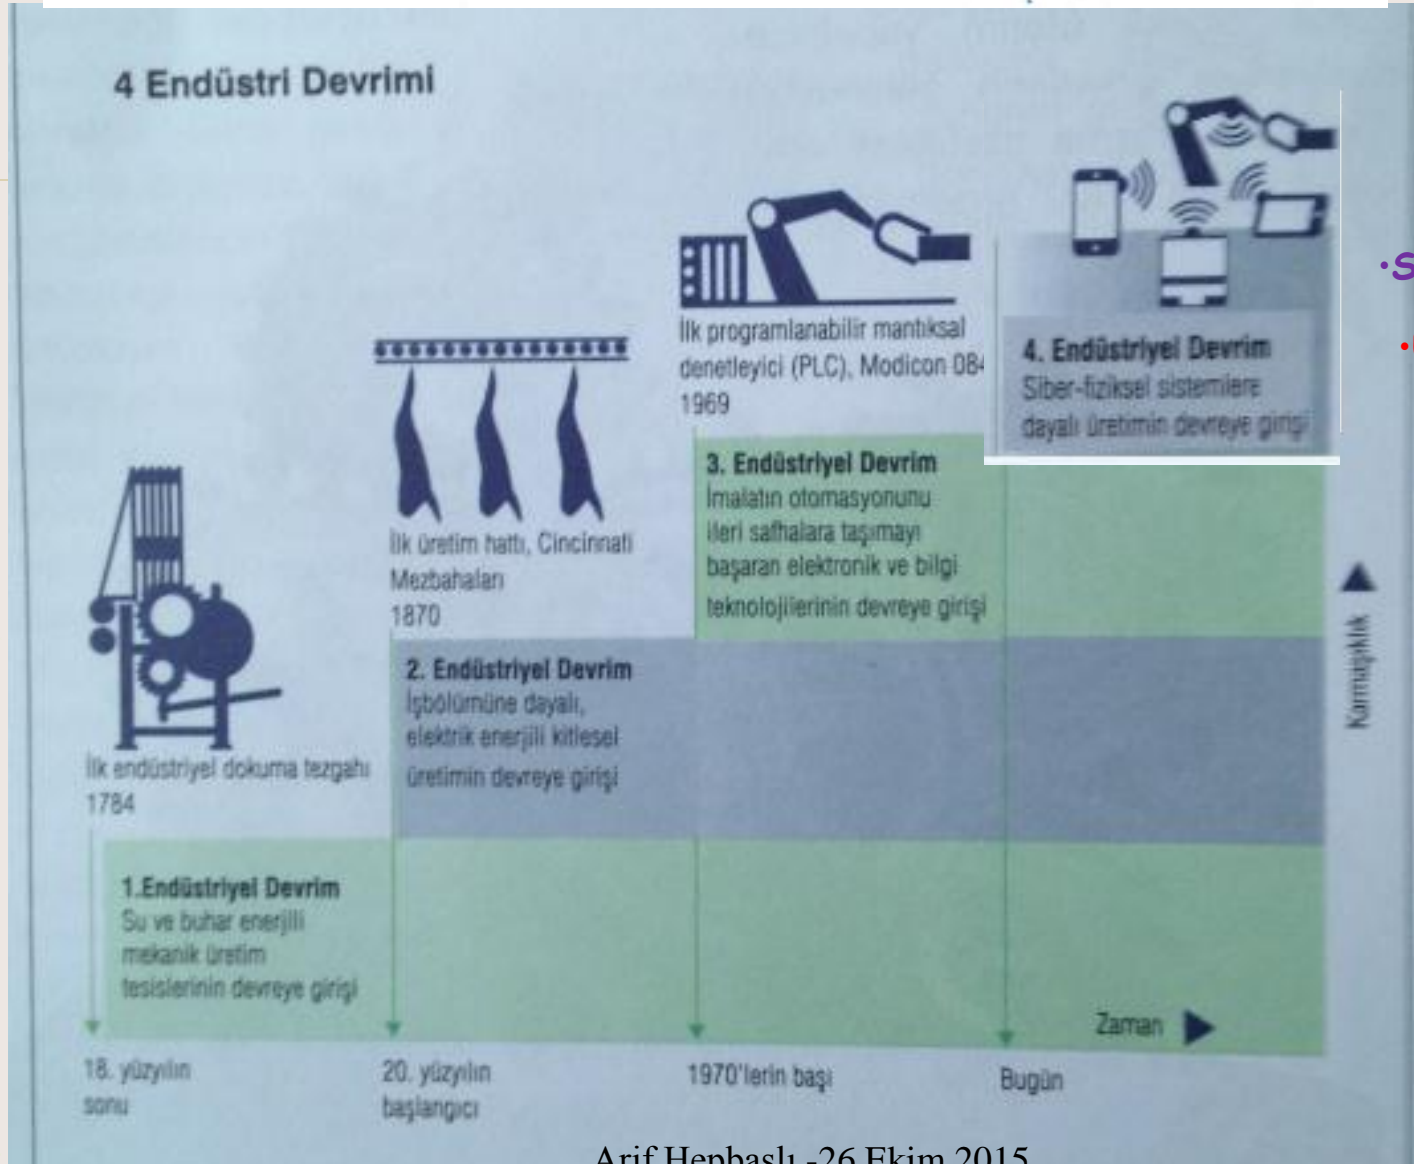 4 Endüstri Devrimi
İlk programlanabilir mantıksal
denetleyici (PLC), Modicon 084
1969
4. Endüstriyel Devrim
Siber-fiziksel sistemlere
dayalı üretimin devreye girişi
3. Endüstriyel Devrim
İmalatın otomasyonunu
ileri safhalara taşımayı
başaran elektronik ve bilgi
teknolojilerinin devreye girişi
İlk üretim hattı, Cincinnati
Mezbahaları
1870
2. Endüstriyel Devrim
İşbölümüne dayalı,
elektrik enerjili kitlesel
üretimin devreye girişi
İlk endüstriyel dokuma tezgahı
1784
1.Endüstriyel Devrim
Su ve buhar enerjili
mekanik üretim
tesislerinin devreye girişi
Karmaşıklık
Zaman
18. yüzyılın
sonu
20. yüzyılın
başlangıcı
1970'lerin başı
Bugün
Arif Hepbaşlı -26 Ekim 2015